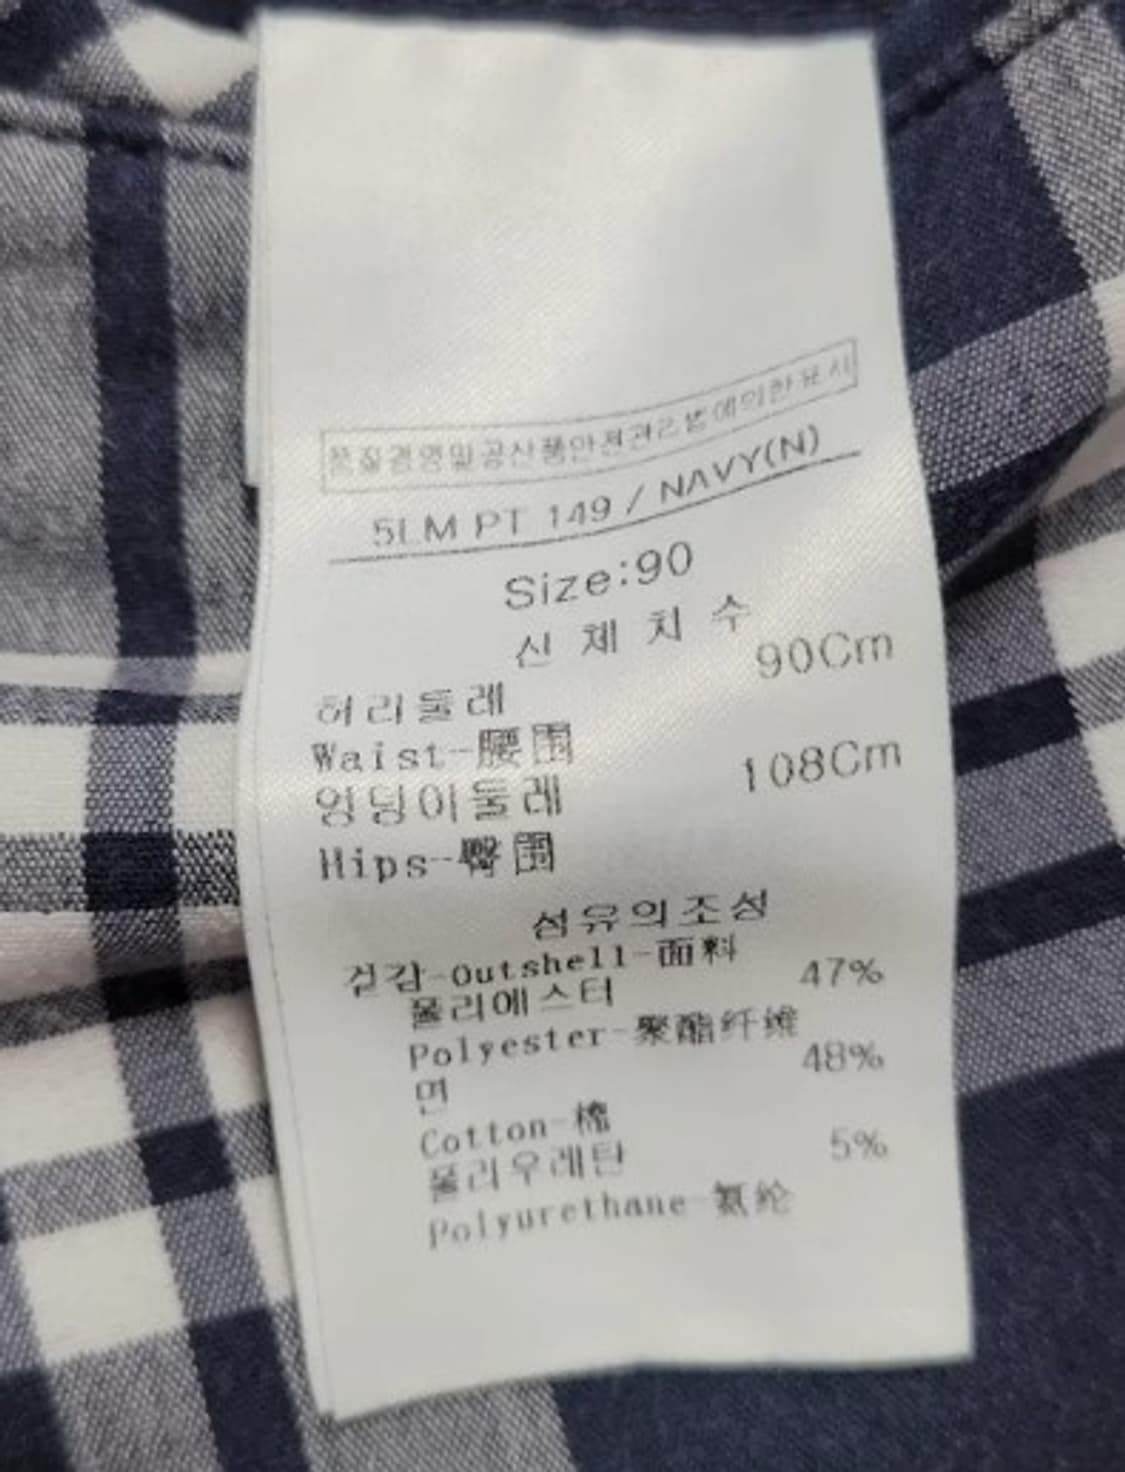 품질경영및공산품안전관리법에의한표시
5LM PT 149 / NAVY(N)
Size:90
신 체 치 수
허리둘레 90Cm
Waist-腰围
엉덩이둘레 108Cm
Hips-臀围
섬유의조성
겉감-Outshell-面料
폴리에스터 47%
Polyester-聚酯纤维
면 48%
Cotton-棉
폴리우레탄 5%
Polyurethane-氨纶